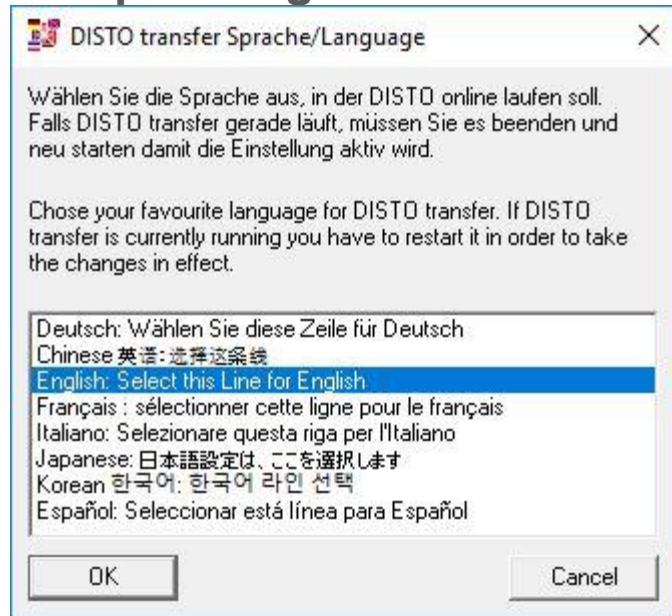 DISTO transfer Sprache/Language
Wählen Sie die Sprache aus, in der DISTO online laufen soll.
Falls DISTO transfer gerade läuft, müssen Sie es beenden und
neu starten damit die Einstellung aktiv wird.
Chose your favourite language for DISTO transfer. If DISTO
transfer is currently running you have to restart it in order to take
the changes in effect.
Deutsch: Wählen Sie diese Zeile für Deutsch
Chinese 英语: 选择这条线
English: Select this Line for English
Français : sélectionner cette ligne pour le français
Italiano: Selezionare questa riga per l'Italiano
Japanese: 日本語設定は、ここを選択します
Korean 한국어: 한국어 라인 선택
Español: Seleccionar está línea para Español
OK
Cancel